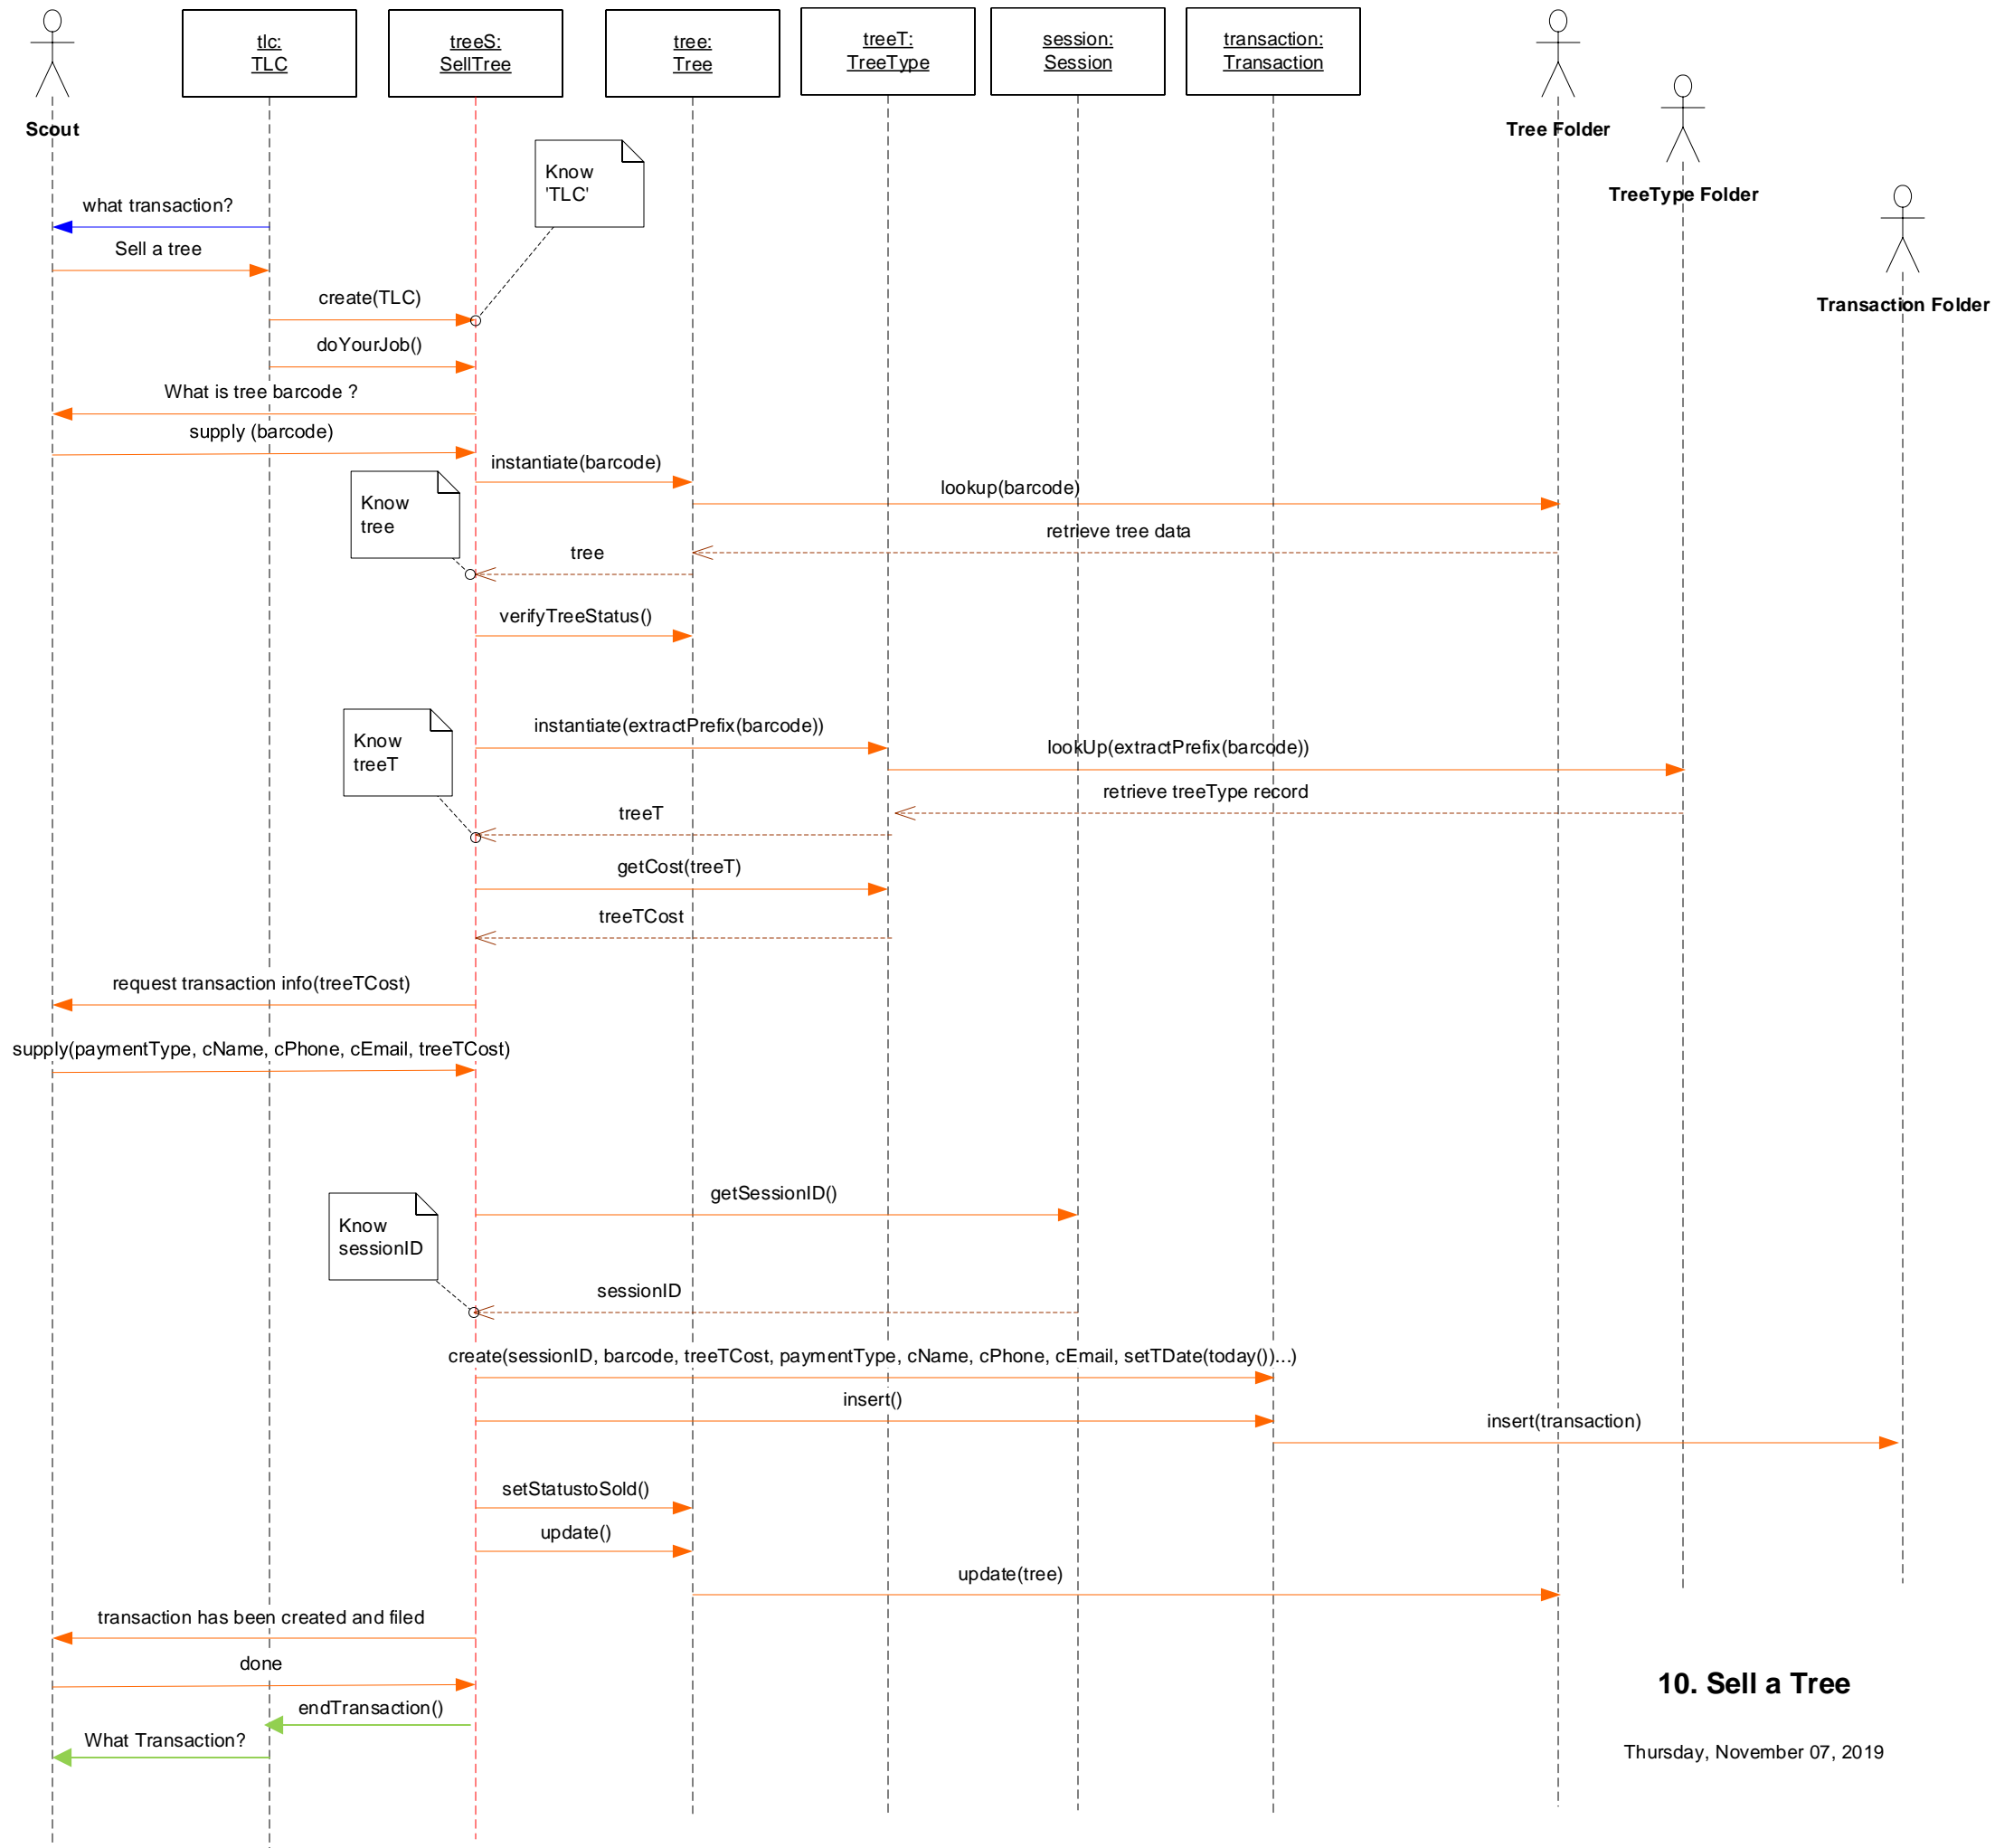 tlc:
TLC
treeS:
SellTree
tree:
Tree
treeT:
TreeType
session:
Session
transaction:
Transaction
Scout
Tree Folder
TreeType Folder
Transaction Folder
Know
'TLC'
what transaction?
Sell a tree
create(TLC)
doYourJob()
What is tree barcode ?
supply (barcode)
instantiate(barcode)
lookup(barcode)
Know
tree
retrieve tree data
tree
verifyTreeStatus()
instantiate(extractPrefix(barcode))
Know
treeT
lookUp(extractPrefix(barcode))
retrieve treeType record
treeT
getCost(treeT)
treeTCost
request transaction info(treeTCost)
supply(paymentType, cName, cPhone, cEmail, treeTCost)
getSessionID()
Know
sessionID
sessionID
create(sessionID, barcode, treeTCost, paymentType, cName, cPhone, cEmail, setTDate(today())...)
insert()
insert(transaction)
setStatustoSold()
update()
update(tree)
transaction has been created and filed
done
endTransaction()
What Transaction?
10. Sell a Tree
Thursday, November 07, 2019